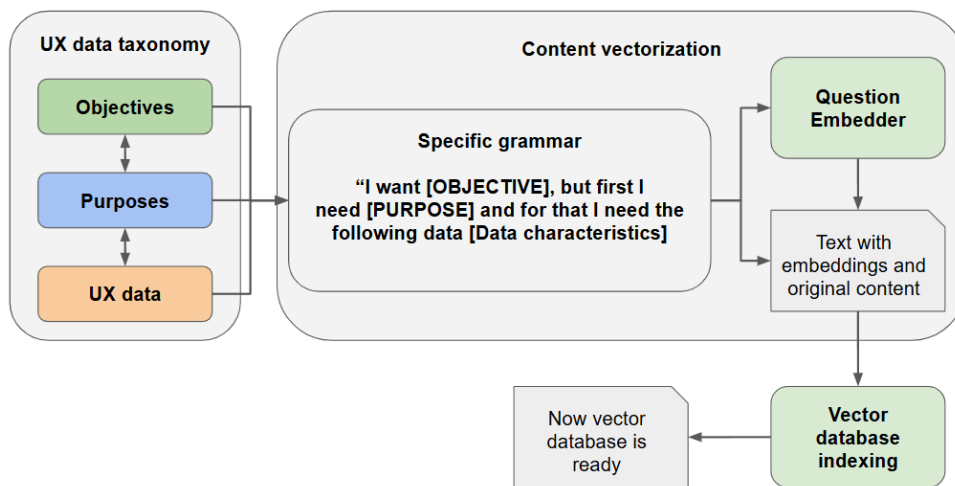 UX data taxonomy
Objectives
Purposes
UX data
Content vectorization
Specific grammar
“I want [OBJECTIVE], but first I
need [PURPOSE] and for that I need the
following data [Data characteristics]
Question
Embedder
Text with
embeddings and
original content
Vector
database
indexing
Now vector
database is
ready